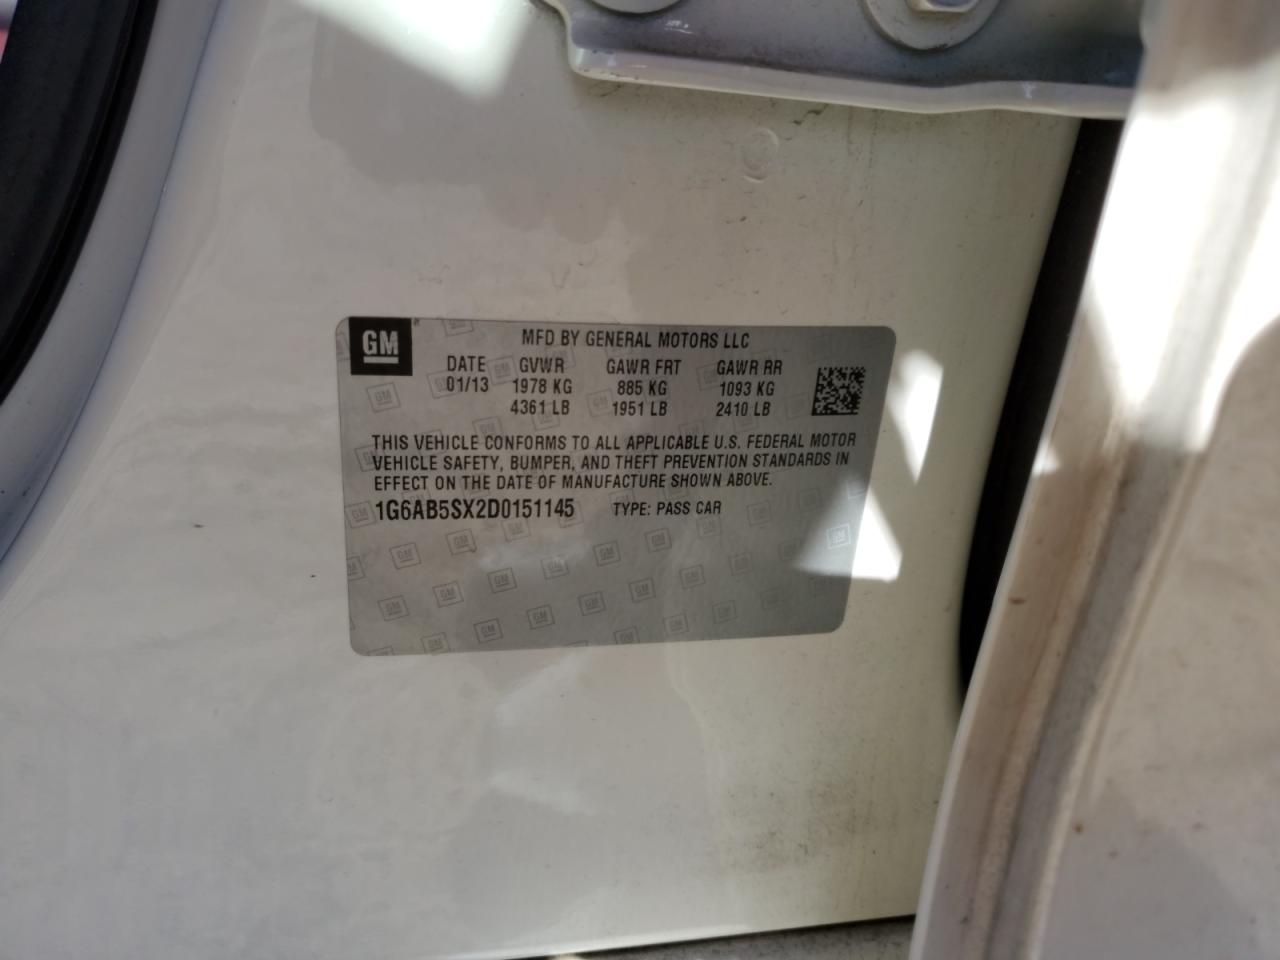 GM
MFD BY GENERAL MOTORS LLC
DATE GVWR GAWR FRT GAWR RR
01/13 1978 KG 885 KG 1093 KG
4361 LB 1951 LB 2410 LB
THIS VEHICLE CONFORMS TO ALL APPLICABLE U.S. FEDERAL MOTOR
VEHICLE SAFETY, BUMPER, AND THEFT PREVENTION STANDARDS IN
EFFECT ON THE DATE OF MANUFACTURE SHOWN ABOVE.
1G6AB5SX2D0151145 TYPE: PASS CAR